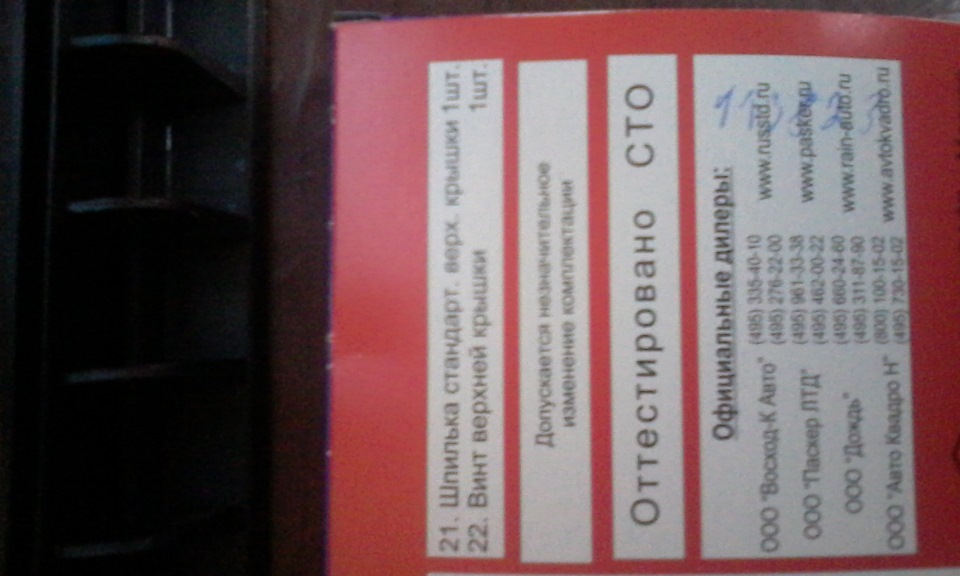 21. Шпилька стандарт. верх. крышки 1шт.
22. Винт верхней крышки 1шт.
Допускается незначительное
изменение комплектации
Оттестировано СТО
Официальные дилеры:
ООО "Восход-К Авто" (495) 335-40-10 www.russtd.ru
(495) 276-22-00
ООО "Паскер ЛТД" (495) 961-33-38 www.pasker.ru
(495) 462-00-22
ООО "Дождь" (495) 660-24-60 www.rain-auto.ru
(495) 311-87-90
ООО "Авто Квадро Н" (800) 100-15-02 www.avtokvadro.ru
(495) 730-15-02